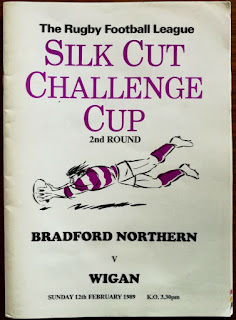 The Rugby Football League
SILK CUT
CHALLENGE
CUP
2nd ROUND
BRADFORD NORTHERN
V
WIGAN
SUNDAY 12th FEBRUARY 1989 K.O. 3.30pm